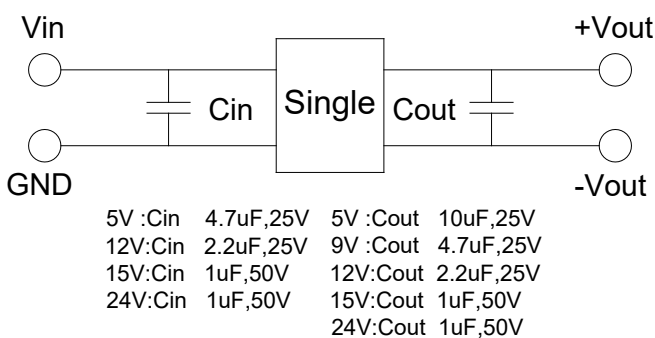 Vin +Vout
Cin Single Cout
GND -Vout
5V :Cin 4.7uF,25V 5V :Cout 10uF,25V
12V:Cin 2.2uF,25V 9V :Cout 4.7uF,25V
15V:Cin 1uF,50V 12V:Cout 2.2uF,25V
24V:Cin 1uF,50V 15V:Cout 1uF,50V
24V:Cout 1uF,50V